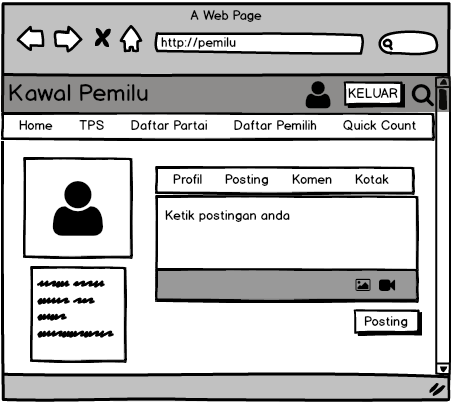 A Web Page
http://pemilu
Kawal Pemilu
KELUAR
Home TPS Daftar Partai Daftar Pemilih Quick Count
Profil Posting Komen Kotak
Ketik postingan anda
Posting